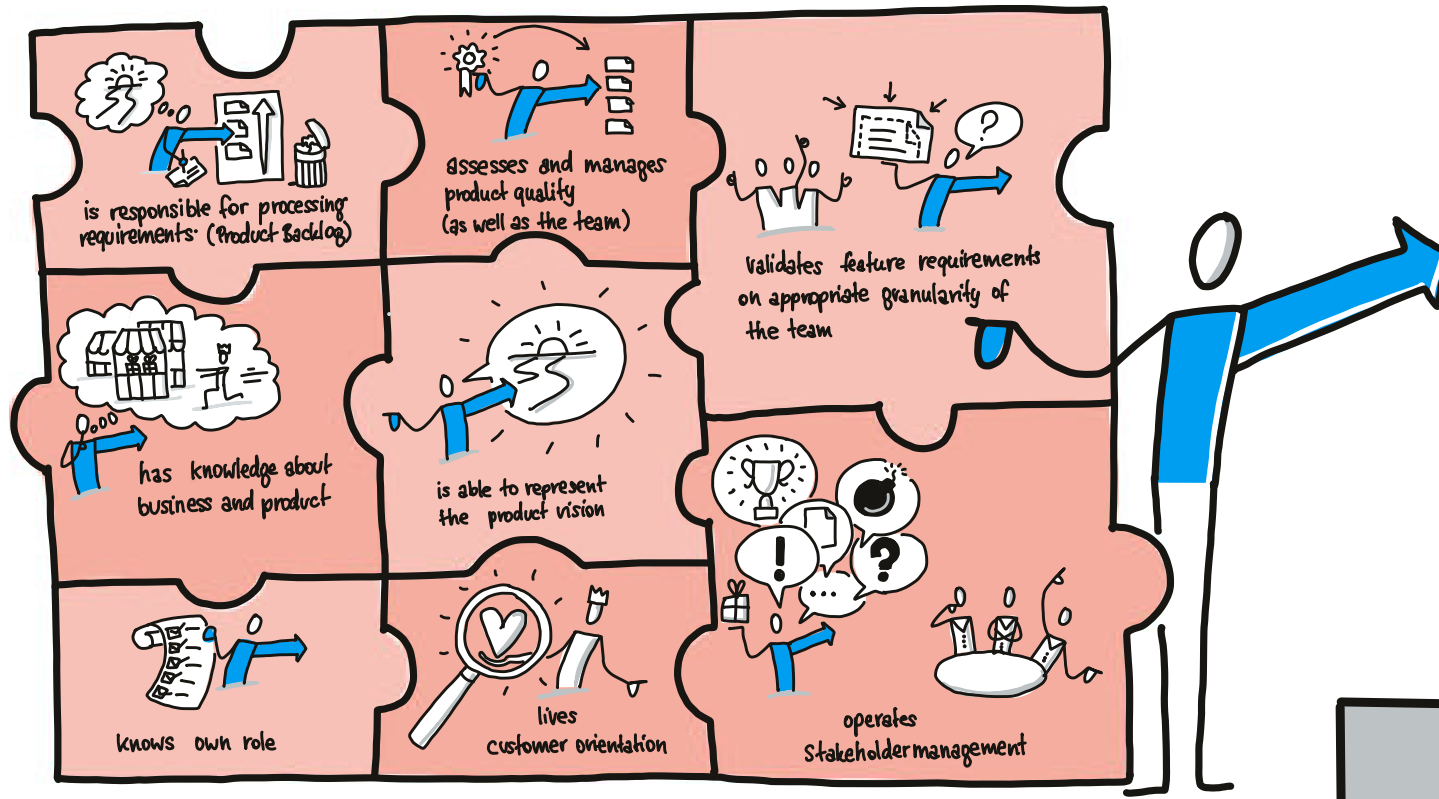 is responsible for processing
requirements (Product Backlog)
assesses and manages
product quality
(as well as the team)
validates feature requirements
on appropriate granularity of
the team
has knowledge about
business and product
is able to represent
the product vision
knows own role
lives
customer orientation
operates
Stakeholdermanagement
?
!
?
...